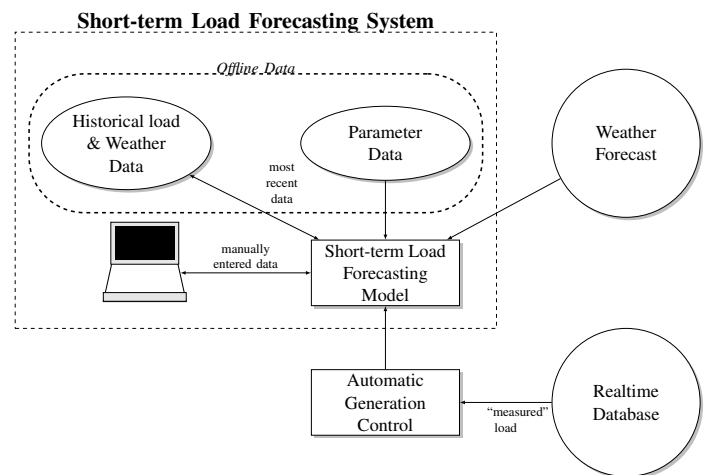 Short-term Load Forecasting System
Offline Data
Historical load
& Weather
Data
Parameter
Data
Weather
Forecast
most
recent
data
manually
entered data
Short-term Load
Forecasting
Model
Automatic
Generation
Control
“measured”
load
Realtime
Database